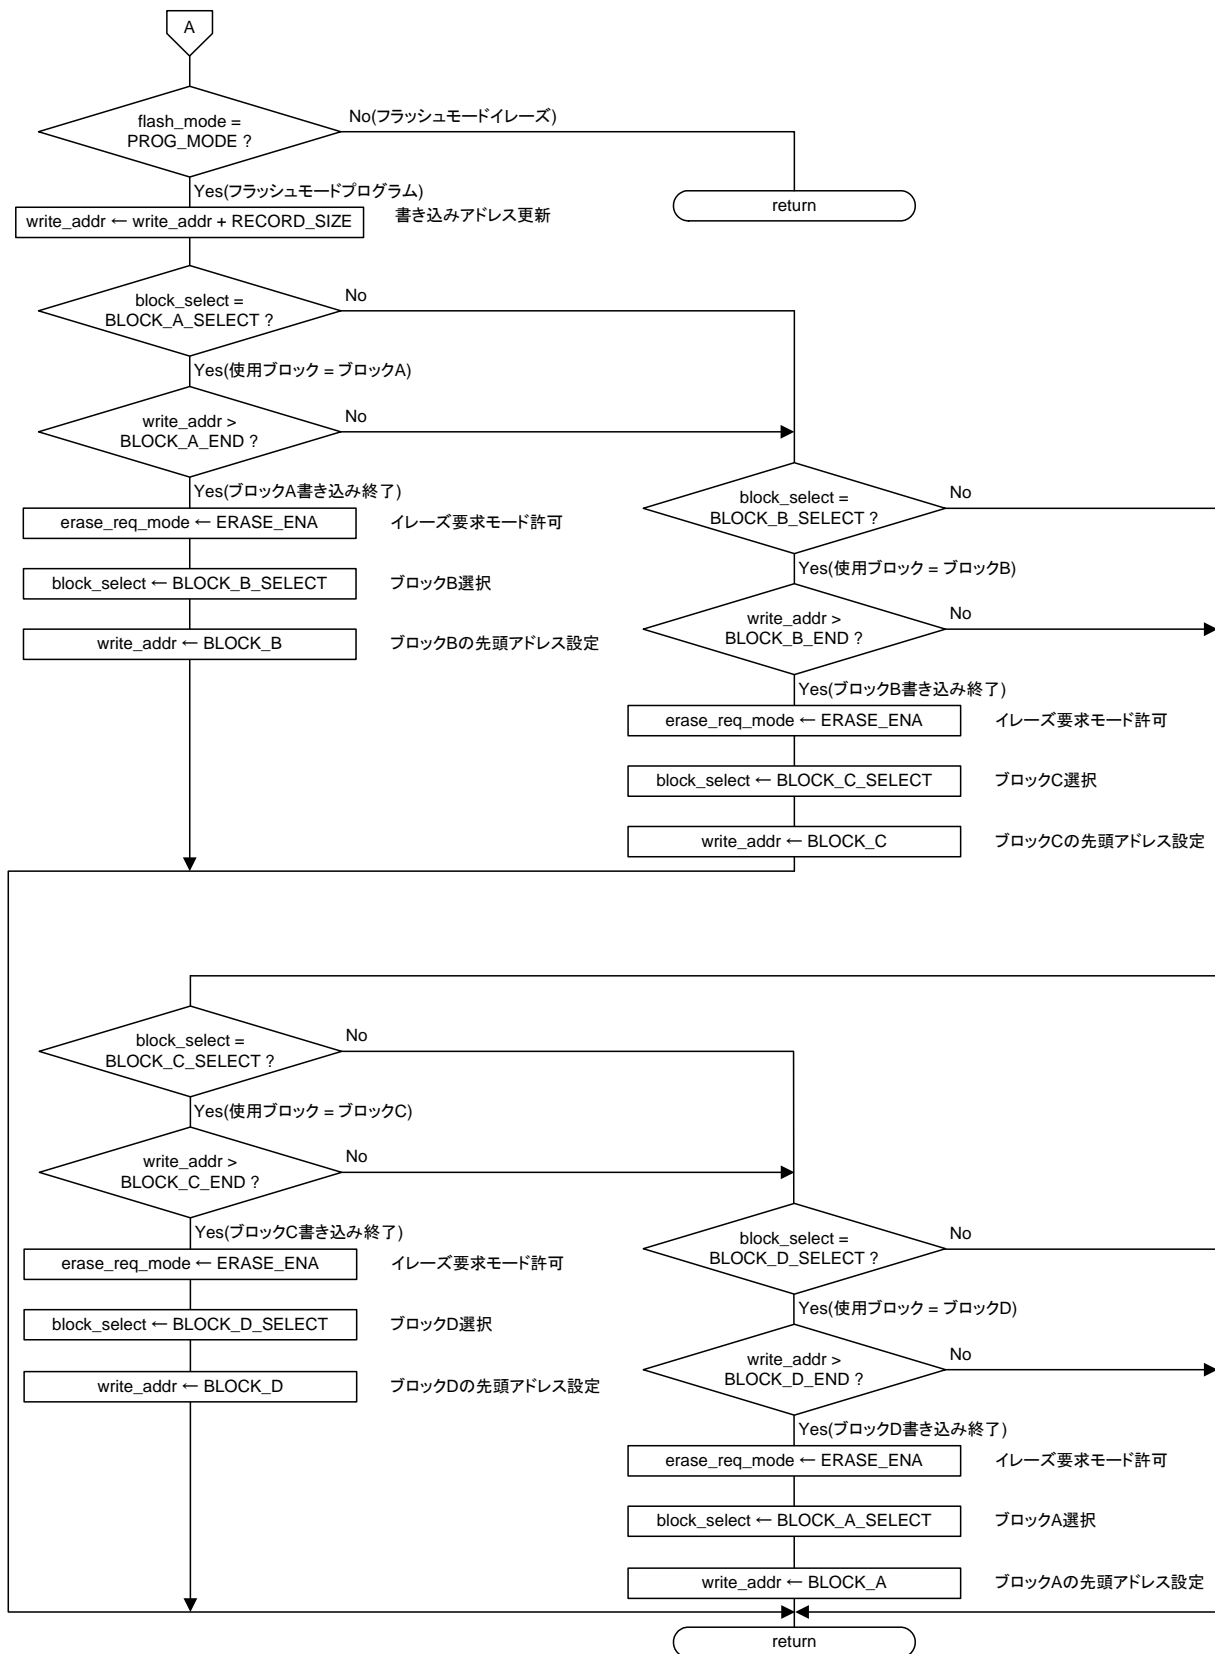 A
flash_mode =
PROG_MODE ?
No(フラッシュモードイレーズ)
Yes(フラッシュモードプログラム)
return
write_addr ← write_addr + RECORD_SIZE
書き込みアドレス更新
block_select =
BLOCK_A_SELECT ?
No
Yes(使用ブロック = ブロックA)
write_addr >
BLOCK_A_END ?
No
Yes(ブロックA書き込み終了)
erase_req_mode ← ERASE_ENA
イレーズ要求モード許可
block_select ← BLOCK_B_SELECT
ブロックB選択
write_addr ← BLOCK_B
ブロックBの先頭アドレス設定
block_select =
BLOCK_B_SELECT ?
No
Yes(使用ブロック = ブロックB)
write_addr >
BLOCK_B_END ?
No
Yes(ブロックB書き込み終了)
erase_req_mode ← ERASE_ENA
イレーズ要求モード許可
block_select ← BLOCK_C_SELECT
ブロックC選択
write_addr ← BLOCK_C
ブロックCの先頭アドレス設定
block_select =
BLOCK_C_SELECT ?
No
Yes(使用ブロック = ブロックC)
write_addr >
BLOCK_C_END ?
No
Yes(ブロックC書き込み終了)
erase_req_mode ← ERASE_ENA
イレーズ要求モード許可
block_select ← BLOCK_D_SELECT
ブロックD選択
write_addr ← BLOCK_D
ブロックDの先頭アドレス設定
block_select =
BLOCK_D_SELECT ?
No
Yes(使用ブロック = ブロックD)
write_addr >
BLOCK_D_END ?
No
Yes(ブロックD書き込み終了)
erase_req_mode ← ERASE_ENA
イレーズ要求モード許可
block_select ← BLOCK_A_SELECT
ブロックA選択
write_addr ← BLOCK_A
ブロックAの先頭アドレス設定
return